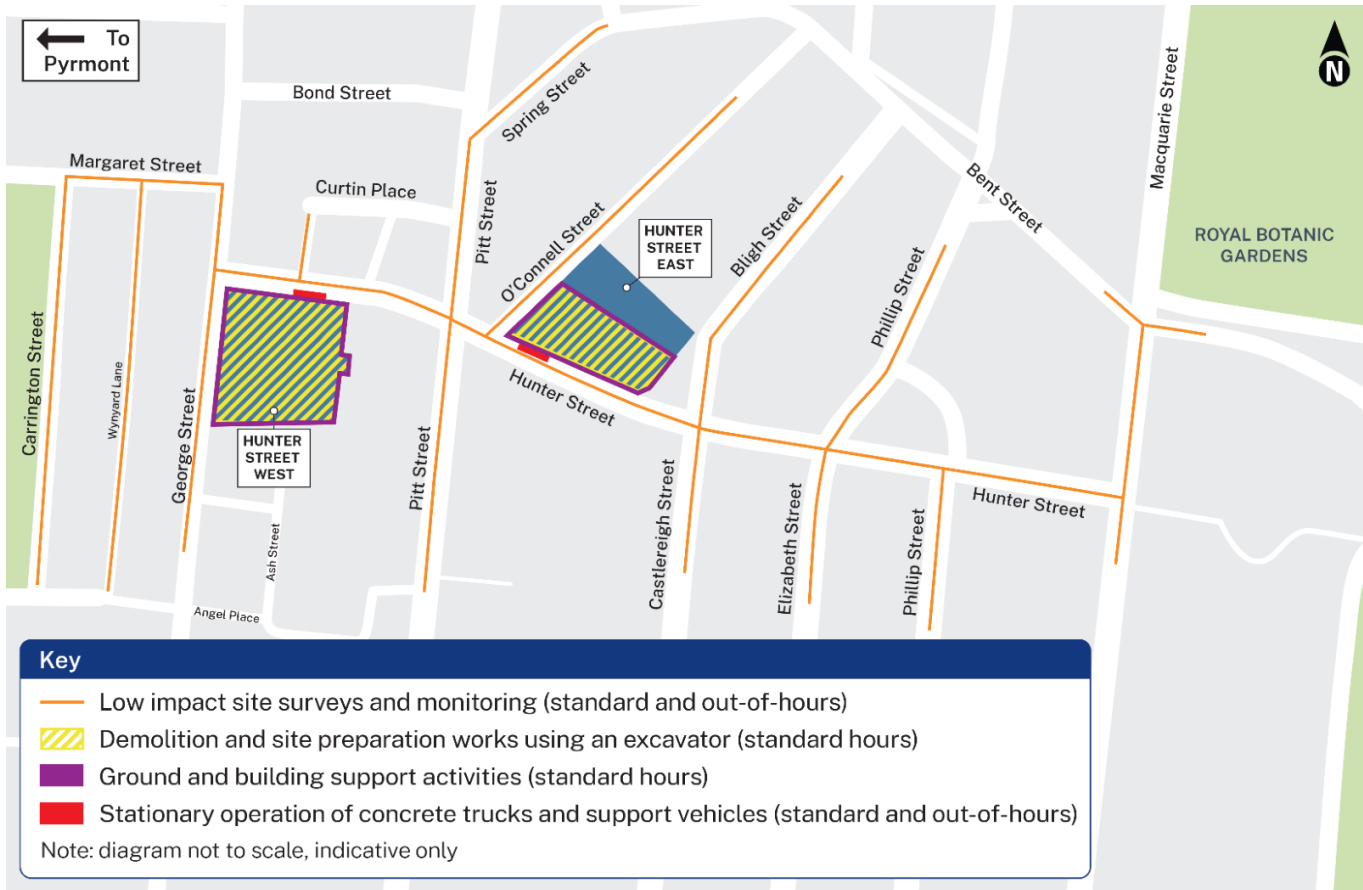 To
Pyrmont
N
Bond Street
Spring Street
Macquarie Street
Margaret Street
Curtin Place
Pitt Street
O'Connell Street
HUNTER
STREET
EAST
Bligh Street
Bent Street
ROYAL BOTANIC
GARDENS
Phillip Street
Carrington Street
Wynyard Lane
George Street
HUNTER
STREET
WEST
Pitt Street
Hunter Street
Castlereigh Street
Elizabeth Street
Phillip Street
Hunter Street
Ash Street
Angel Place
Key
Low impact site surveys and monitoring (standard and out-of-hours)
Demolition and site preparation works using an excavator (standard hours)
Ground and building support activities (standard hours)
Stationary operation of concrete trucks and support vehicles (standard and out-of-hours)
Note: diagram not to scale, indicative only